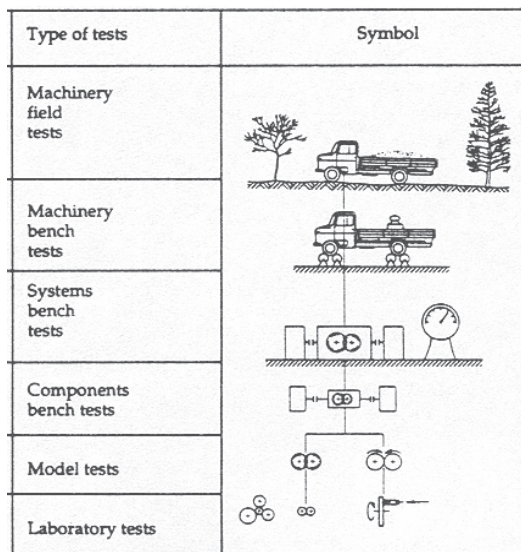 Type of tests
Symbol
Machinery
field
tests
Machinery
bench
tests
Systems
bench
tests
Components
bench tests
Model tests
Laboratory tests